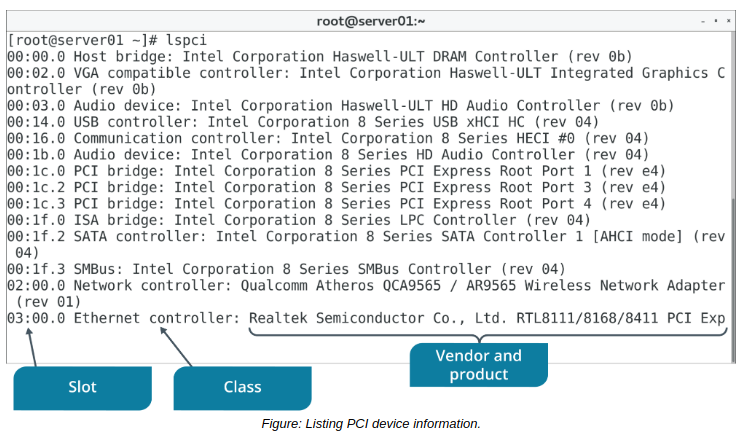 root@server01:~
[root@server01 ~]# lspci
00:00.0 Host bridge: Intel Corporation Haswell-ULT DRAM Controller (rev 0b)
00:02.0 VGA compatible controller: Intel Corporation Haswell-ULT Integrated Graphics C
ontroller (rev 0b)
00:03.0 Audio device: Intel Corporation Haswell-ULT HD Audio Controller (rev 0b)
00:14.0 USB controller: Intel Corporation 8 Series USB xHCI HC (rev 04)
00:16.0 Communication controller: Intel Corporation 8 Series HECI #0 (rev 04)
00:1b.0 Audio device: Intel Corporation 8 Series HD Audio Controller (rev 04)
00:1c.0 PCI bridge: Intel Corporation 8 Series PCI Express Root Port 1 (rev e4)
00:1c.2 PCI bridge: Intel Corporation 8 Series PCI Express Root Port 3 (rev e4)
00:1c.3 PCI bridge: Intel Corporation 8 Series PCI Express Root Port 4 (rev e4)
00:1f.0 ISA bridge: Intel Corporation 8 Series LPC Controller (rev 04)
00:1f.2 SATA controller: Intel Corporation 8 Series SATA Controller 1 [AHCI mode] (rev
04)
00:1f.3 SMBus: Intel Corporation 8 Series SMBus Controller (rev 04)
02:00.0 Network controller: Qualcomm Atheros QCA9565 / AR9565 Wireless Network Adapter
(rev 01)
03:00.0 Ethernet controller: Realtek Semiconductor Co., Ltd. RTL8111/8168/8411 PCI Exp
Slot
Class
Vendor and
product
Figure: Listing PCI device information.